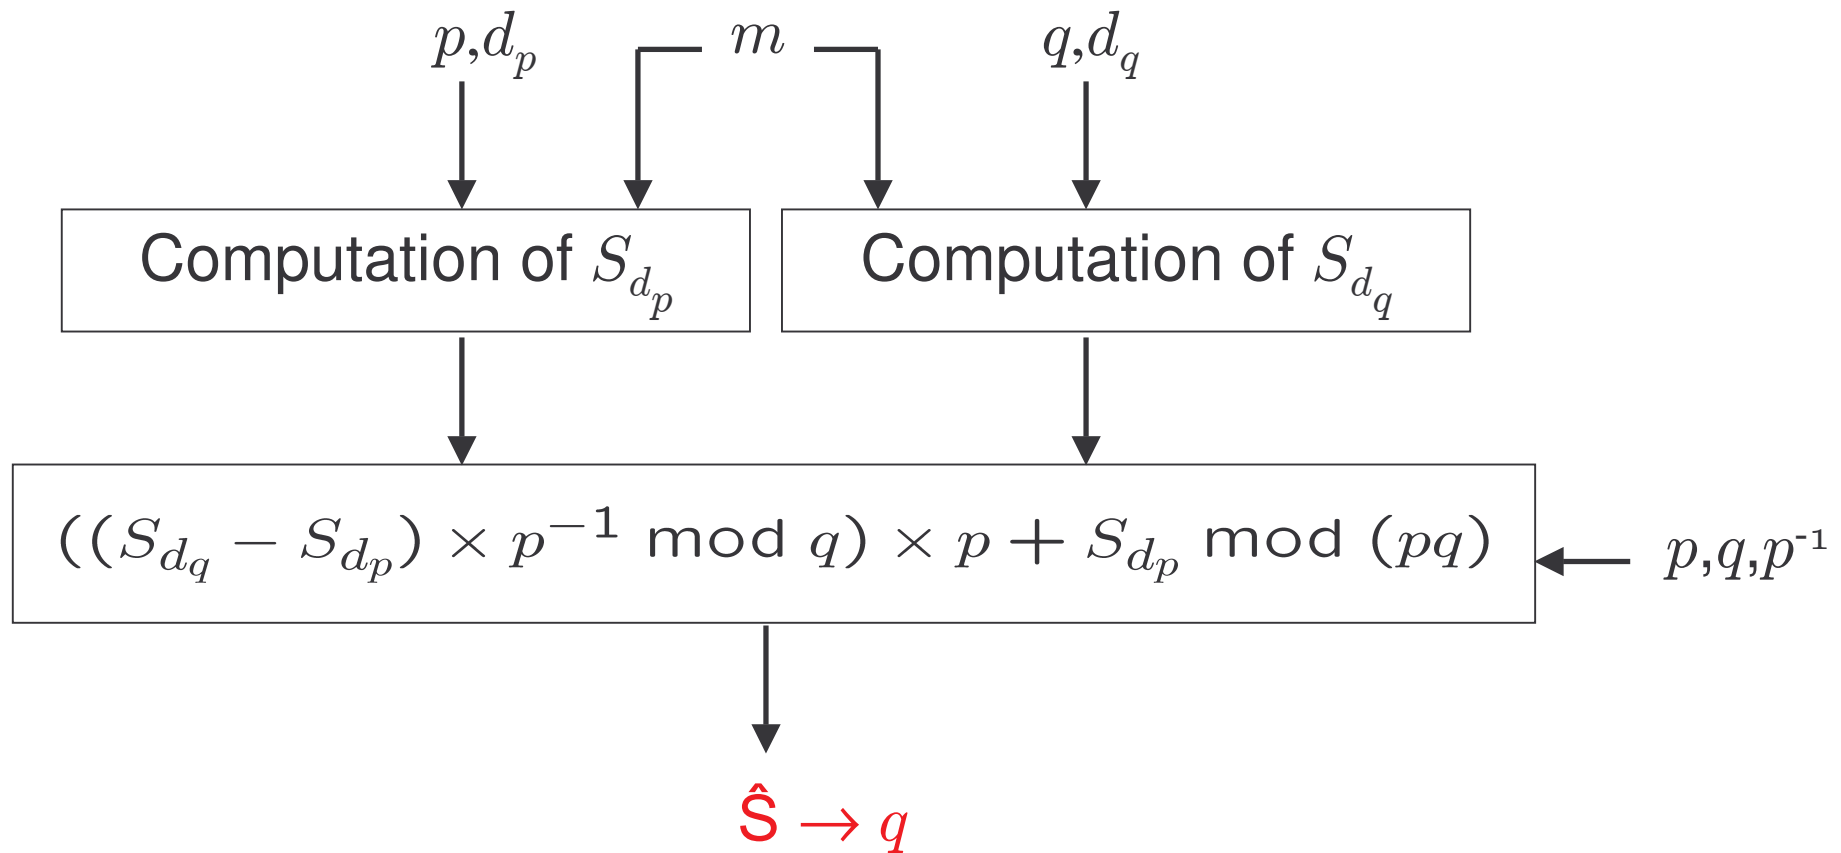 p,d_p m q,d_q
Computation of S_{d_p} Computation of S_{d_q}
((S_{d_q} − S_{d_p}) × p^{−1} mod q) × p + S_{d_p} mod (pq)
p,q,p^{-1}
Ŝ → q